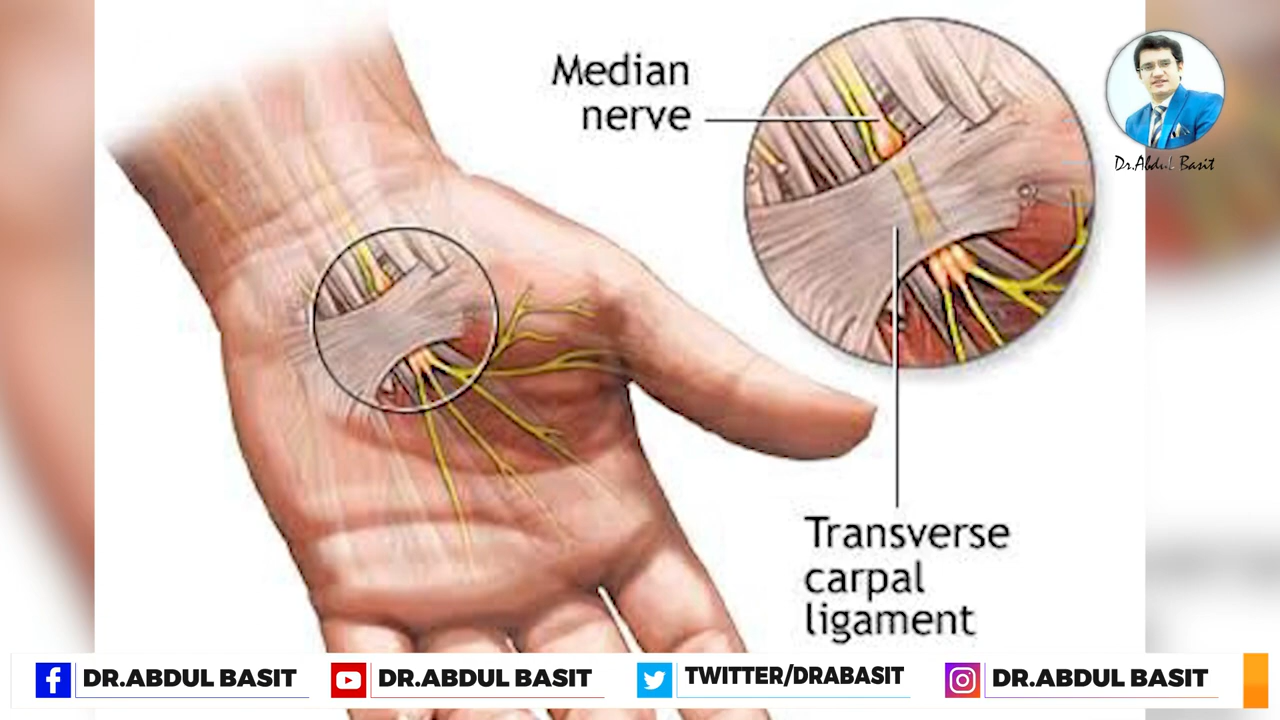 Median
nerve
Dr.Abdul Basit
Transverse
carpal
ligament
DR.ABDUL BASIT
DR.ABDUL BASIT
TWITTER/DRABASIT
DR.ABDUL BASIT